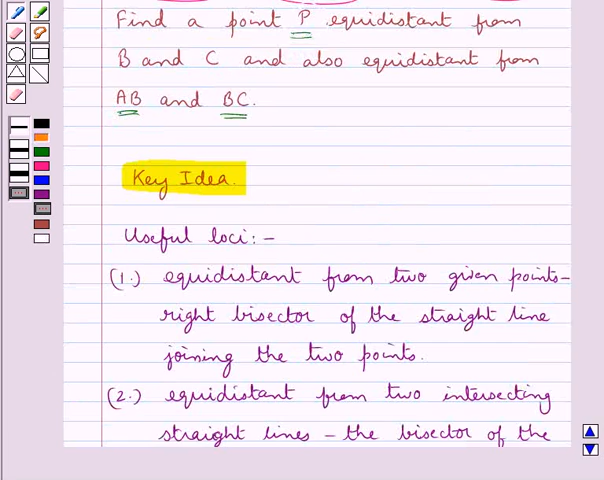 Find a point P equidistant from
B and C and also equidistant from
AB and BC.
Key Idea.
Useful loci:-
(1.) equidistant from two given points-
right bisector of the straight line
joining the two points.
(2.) equidistant from two intersecting
straight lines - the bisector of the